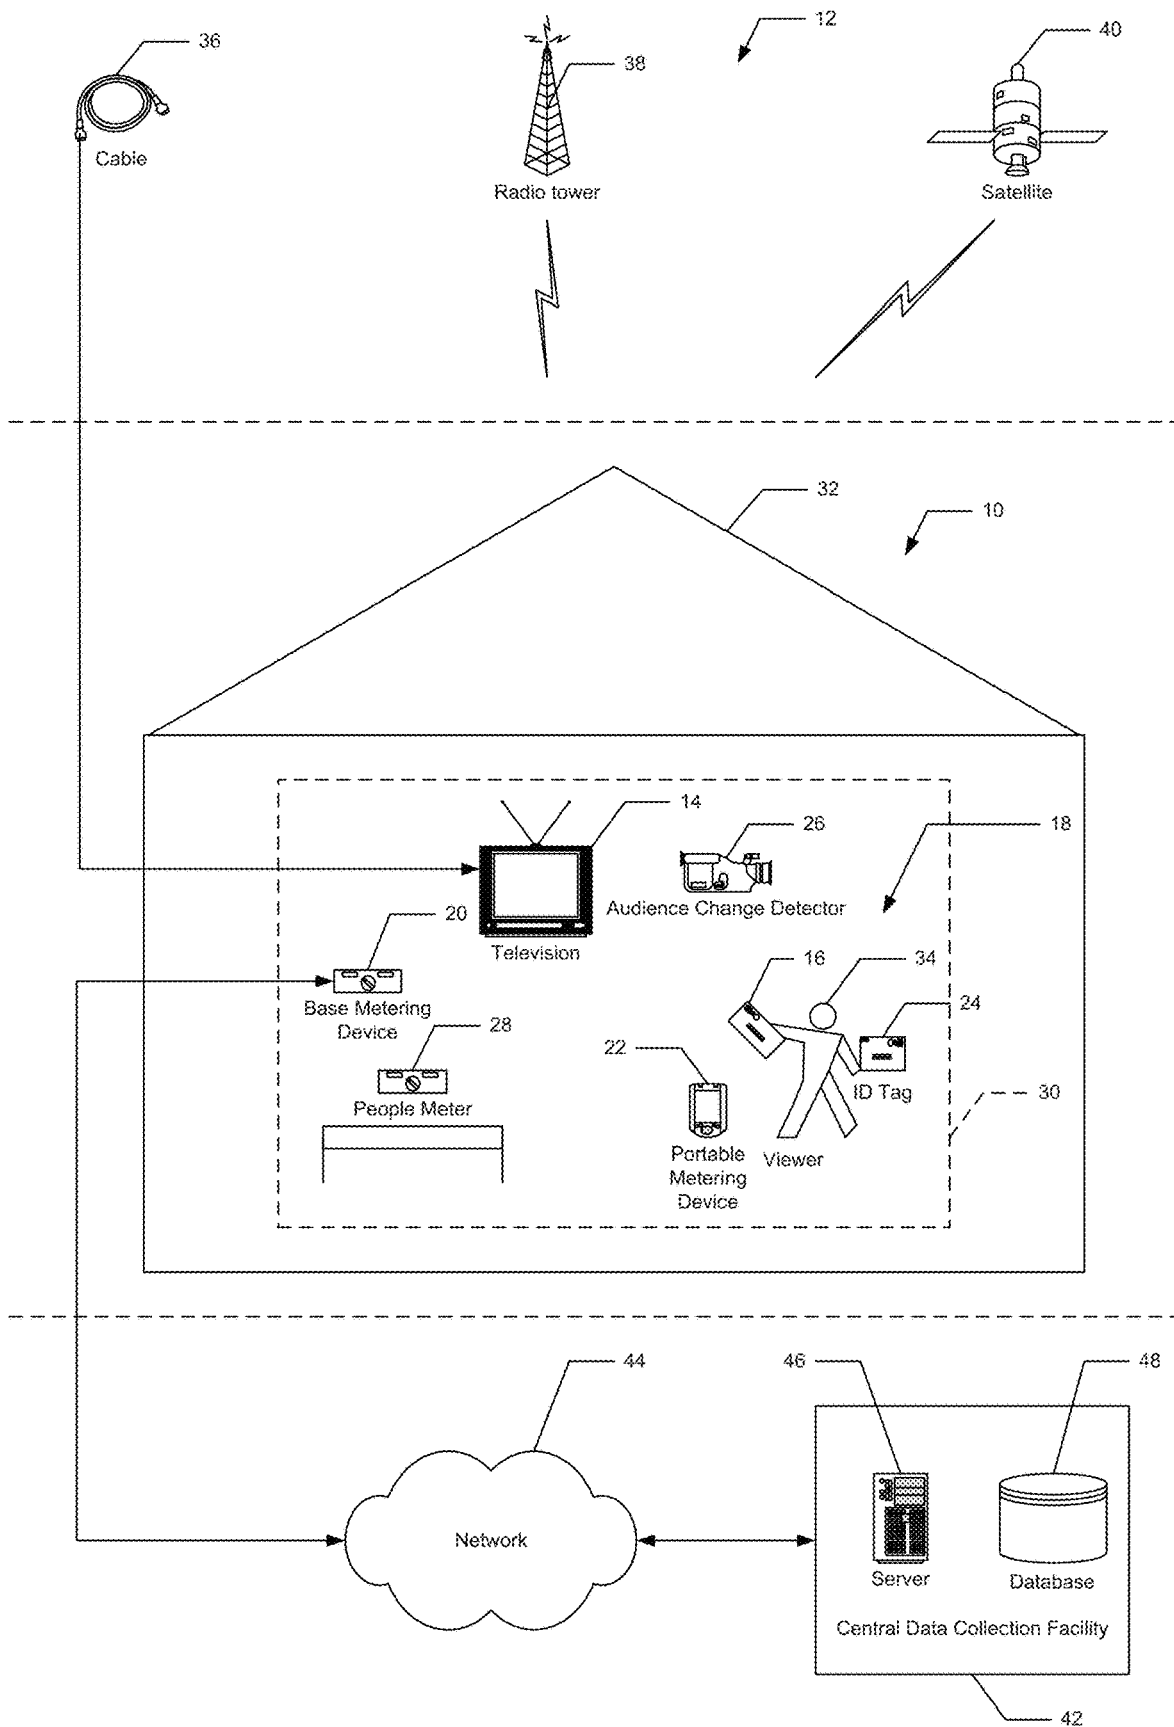 12
36
40
38
Cable
Radio tower
Satellite
32
10
14
26
18
Audience Change Detector
20
Television
16
34
24
Base Metering
Device
28
22
ID Tag
30
People Meter
Portable
Metering
Device
Viewer
44
46
48
Network
Server
Database
Central Data Collection Facility
42